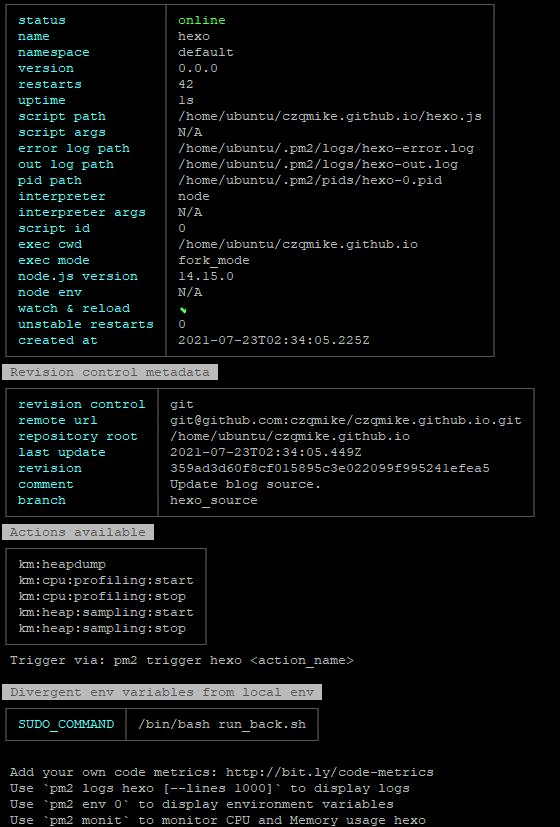 status online
name hexo
namespace default
version 0.0.0
restarts 42
uptime 1s
script path /home/ubuntu/czqmike.github.io/hexo.js
script args N/A
error log path /home/ubuntu/.pm2/logs/hexo-error.log
out log path /home/ubuntu/.pm2/logs/hexo-out.log
pid path /home/ubuntu/.pm2/pids/hexo-0.pid
interpreter node
interpreter args N/A
script id 0
exec cwd /home/ubuntu/czqmike.github.io
exec mode fork_mode
node.js version 14.15.0
node env N/A
watch & reload ✔
unstable restarts 0
created at 2021-07-23T02:34:05.225Z
Revision control metadata
revision control git
remote url git@github.com:czqmike/czqmike.github.io.git
repository root /home/ubuntu/czqmike.github.io
last update 2021-07-23T02:34:05.449Z
revision 359ad3d60f8cf015895c3e022099f995241efea5
comment Update blog source.
branch hexo_source
Actions available
km:heapdump
km:cpu:profiling:start
km:cpu:profiling:stop
km:heap:sampling:start
km:heap:sampling:stop
Trigger via: pm2 trigger hexo <action_name>
Divergent env variables from local env
SUDO_COMMAND /bin/bash run_back.sh
Add your own code metrics: http://bit.ly/code-metrics
Use `pm2 logs hexo [--lines 1000]` to display logs
Use `pm2 env 0` to display environment variables
Use `pm2 monit` to monitor CPU and Memory usage hexo